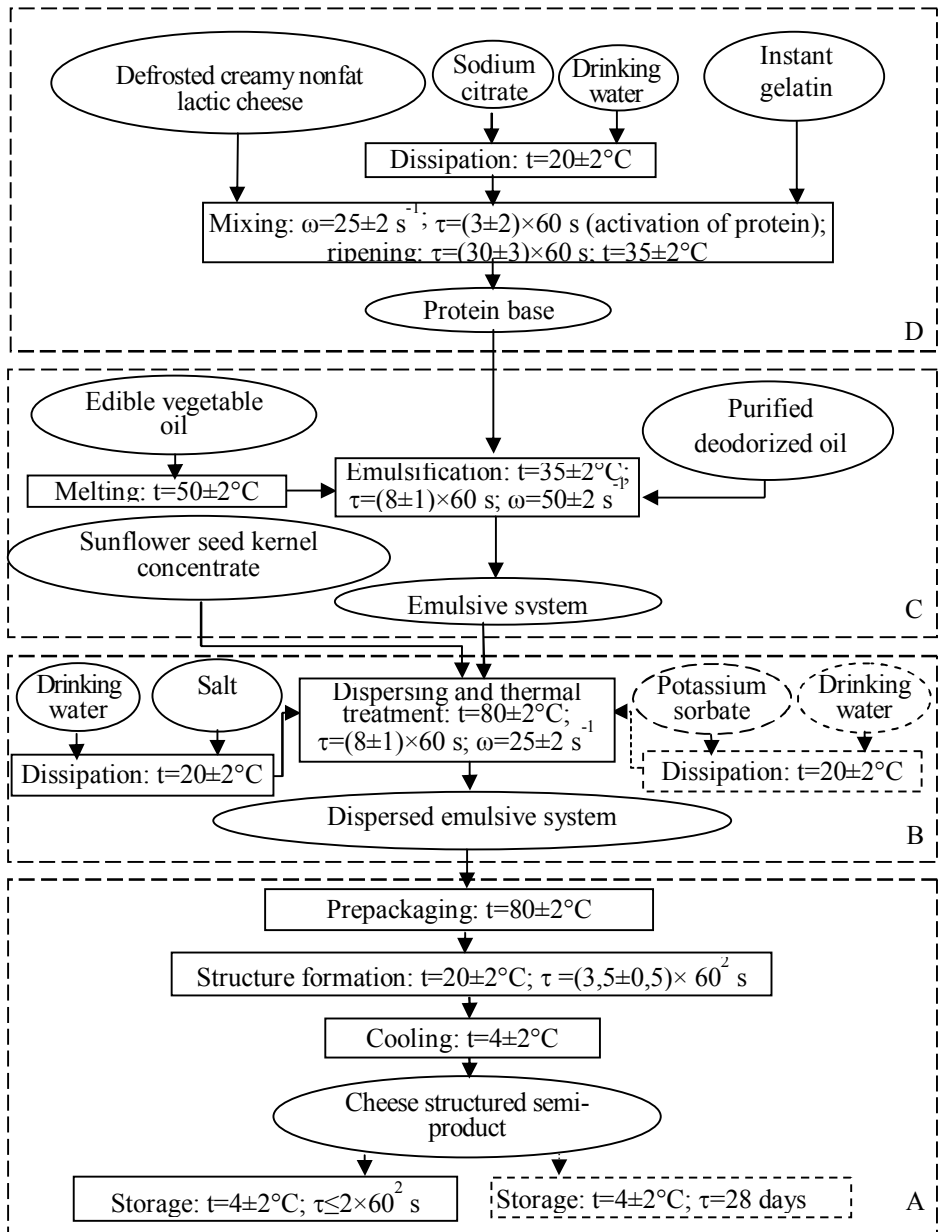 Defrosted creamy nonfat
lactic cheese
Sodium
citrate
Drinking
water
Instant
gelatin
Dissipation: t=20±2°C
Mixing: ω=25±2 s⁻¹; τ=(3±2)×60 s (activation of protein);
ripening: τ=(30±3)×60 s; t=35±2°C
Protein base
D
Edible vegetable
oil
Purified
deodorized oil
Melting: t=50±2°C
Emulsification: t=35±2°C;
τ=(8±1)×60 s; ω=50±2 s⁻¹
Sunflower seed kernel
concentrate
Emulsive system
C
Drinking
water
Salt
Dispersing and thermal
treatment: t=80±2°C;
τ=(8±1)×60 s; ω=25±2 s⁻¹
Potassium
sorbate
Drinking
water
Dissipation: t=20±2°C
Dissipation: t=20±2°C
Dispersed emulsive system
B
Prepackaging: t=80±2°C
Structure formation: t=20±2°C; τ =(3,5±0,5)× 60² s
Cooling: t=4±2°C
Cheese structured semi-
product
Storage: t=4±2°C; τ≤2×60² s
Storage: t=4±2°C; τ=28 days
A